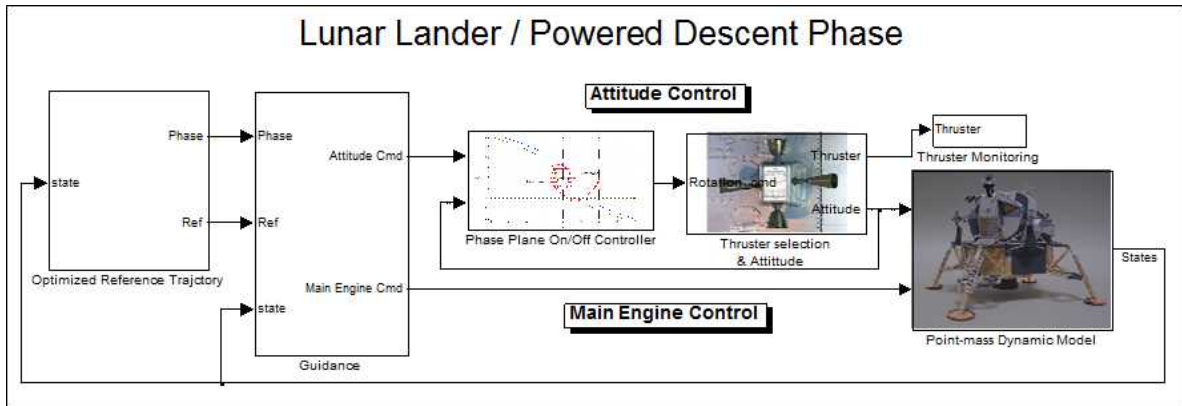 Lunar Lander / Powered Descent Phase
Attitude Control
Phase
Phase
Attitude Cmd
Thruster
Thruster
Thruster Monitoring
state
Rotation_cmd
Attitude
Ref
Ref
Phase Plane On/Off Controller
Thruster selection
& Attittude
Optimized Reference Trajctory
States
Main Engine Cmd
state
Main Engine Control
Guidance
Point-mass Dynamic Model